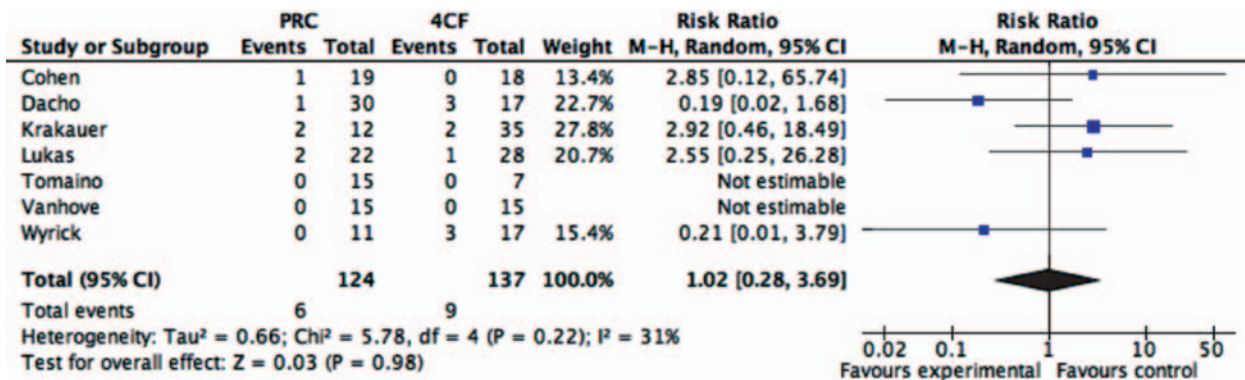 PRC 4CF Risk Ratio Risk Ratio
Study or Subgroup Events Total Events Total Weight M-H, Random, 95% CI M-H, Random, 95% CI
Cohen 1 19 0 18 13.4% 2.85 [0.12, 65.74]
Dacho 1 30 3 17 22.7% 0.19 [0.02, 1.68]
Krakauer 2 12 2 35 27.8% 2.92 [0.46, 18.49]
Lukas 2 22 1 28 20.7% 2.55 [0.25, 26.28]
Tomaino 0 15 0 7 Not estimable
Vanhove 0 15 0 15 Not estimable
Wyrick 0 11 3 17 15.4% 0.21 [0.01, 3.79]
Total (95% CI) 124 137 100.0% 1.02 [0.28, 3.69]
Total events 6 9
Heterogeneity: Tau² = 0.66; Chi² = 5.78, df = 4 (P = 0.22); I² = 31%
Test for overall effect: Z = 0.03 (P = 0.98)
0.02 0.1 1 10 50
Favours experimental Favours control